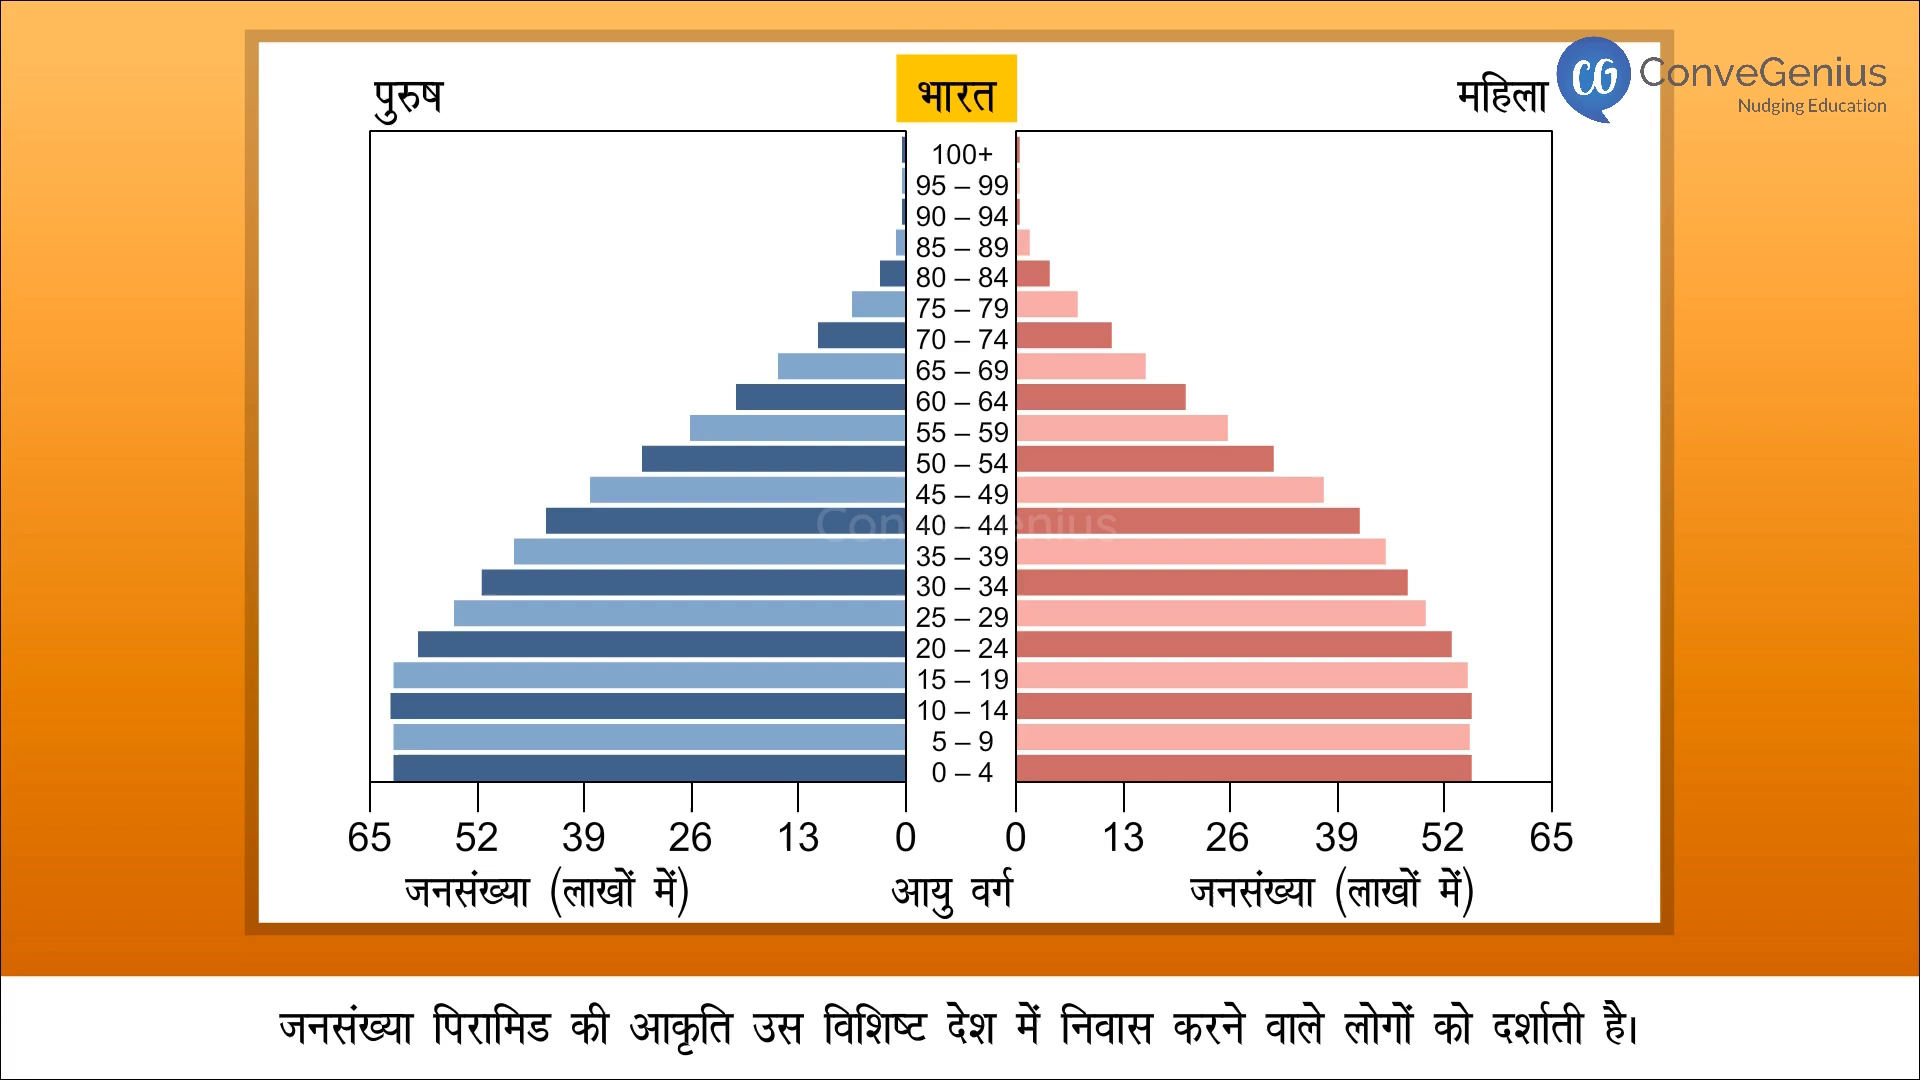 पुरुष
भारत
महिला
CG ConveGenius
Nudging Education
100+
95 – 99
90 – 94
85 – 89
80 – 84
75 – 79
70 – 74
65 – 69
60 – 64
55 – 59
50 – 54
45 – 49
40 – 44
35 – 39
30 – 34
25 – 29
20 – 24
15 – 19
10 – 14
5 – 9
0 – 4
65 52 39 26 13 0 0 13 26 39 52 65
जनसंख्या (लाखों में) आयु वर्ग जनसंख्या (लाखों में)
जनसंख्या पिरामिड की आकृति उस विशिष्ट देश में निवास करने वाले लोगों को दर्शाती है।